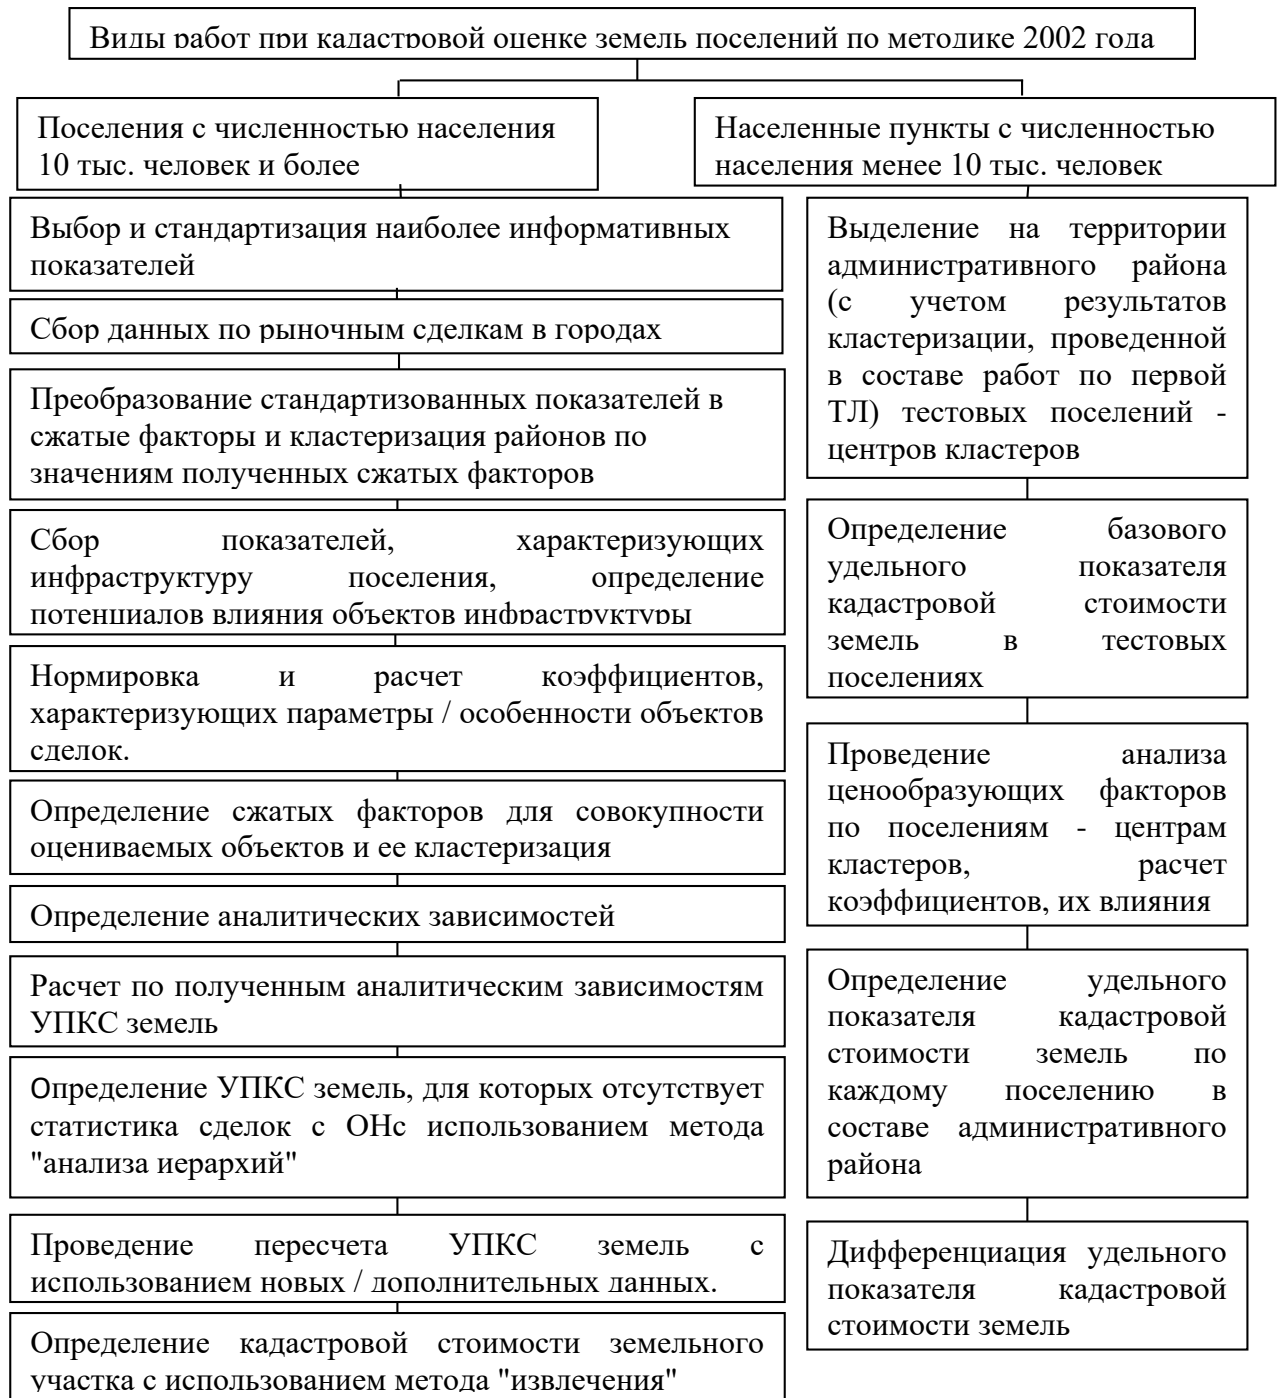 Виды работ при кадастровой оценке земель поселений по методике 2002 года
Поселения с численностью населения
10 тыс. человек и более
Населенные пункты с численностью
населения менее 10 тыс. человек
Выбор и стандартизация наиболее информативных
показателей
Сбор данных по рыночным сделкам в городах
Преобразование стандартизованных показателей в
сжатые факторы и кластеризация районов по
значениям полученных сжатых факторов
Сбор показателей, характеризующих
инфраструктуру поселения, определение
потенциалов влияния объектов инфраструктуры
Нормировка и расчет коэффициентов,
характеризующих параметры / особенности объектов
сделок.
Определение сжатых факторов для совокупности
оцениваемых объектов и ее кластеризация
Определение аналитических зависимостей
Расчет по полученным аналитическим зависимостям
УПКС земель
Определение УПКС земель, для которых отсутствует
статистика сделок с ОНс использованием метода
"анализа иерархий"
Проведение пересчета УПКС земель с
использованием новых / дополнительных данных.
Определение кадастровой стоимости земельного
участка с использованием метода "извлечения"
Выделение на территории
административного района
(с учетом результатов
кластеризации, проведенной
в составе работ по первой
ТЛ) тестовых поселений -
центров кластеров
Определение базового
удельного показателя
кадастровой стоимости
земель в тестовых
поселениях
Проведение анализа
ценообразующих факторов
по поселениям - центрам
кластеров, расчет
коэффициентов, их влияния
Определение удельного
показателя кадастровой
стоимости земель по
каждому поселению в
составе административного
района
Дифференциация удельного
показателя кадастровой
стоимости земель